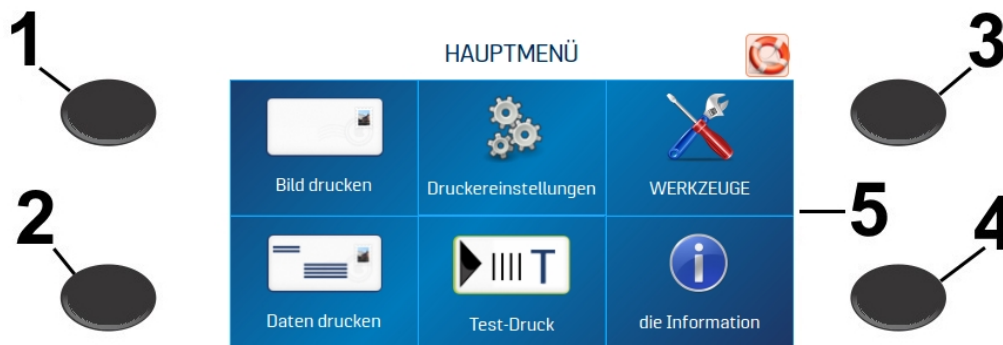 1
3
HAUPTMENÜ
Bild drucken
Druckereinstellungen
WERKZEUGE
2
5
4
T
Daten drucken
Test-Druck
die Information